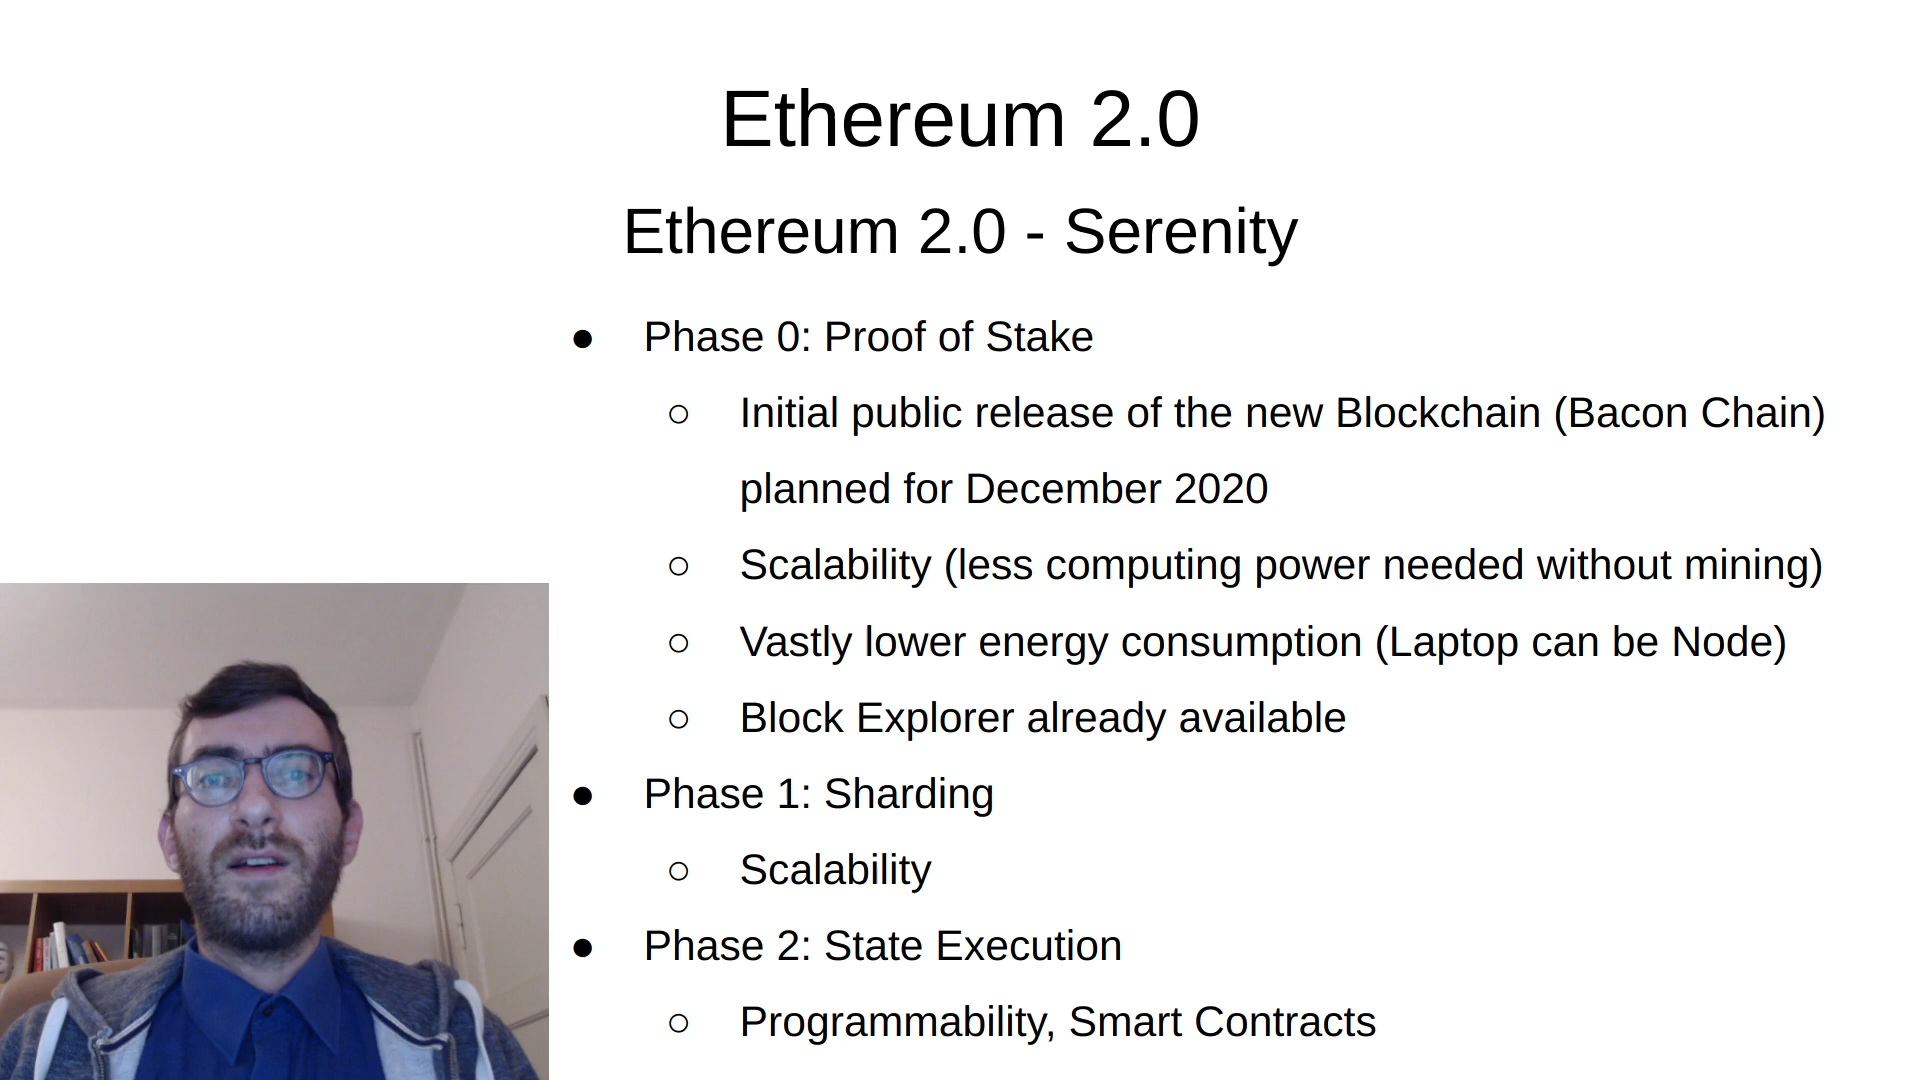 Ethereum 2.0
Ethereum 2.0 - Serenity
● Phase 0: Proof of Stake
○ Initial public release of the new Blockchain (Bacon Chain)
planned for December 2020
○ Scalability (less computing power needed without mining)
○ Vastly lower energy consumption (Laptop can be Node)
○ Block Explorer already available
● Phase 1: Sharding
○ Scalability
● Phase 2: State Execution
○ Programmability, Smart Contracts